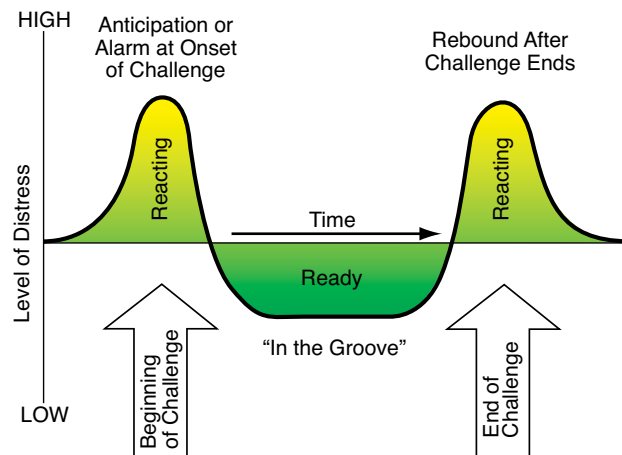 HIGH
Anticipation or
Alarm at Onset
of Challenge
Rebound After
Challenge Ends
Level of Distress
Reacting
Time
Reacting
Ready
“In the Groove”
Beginning
of Challenge
End of
Challenge
LOW